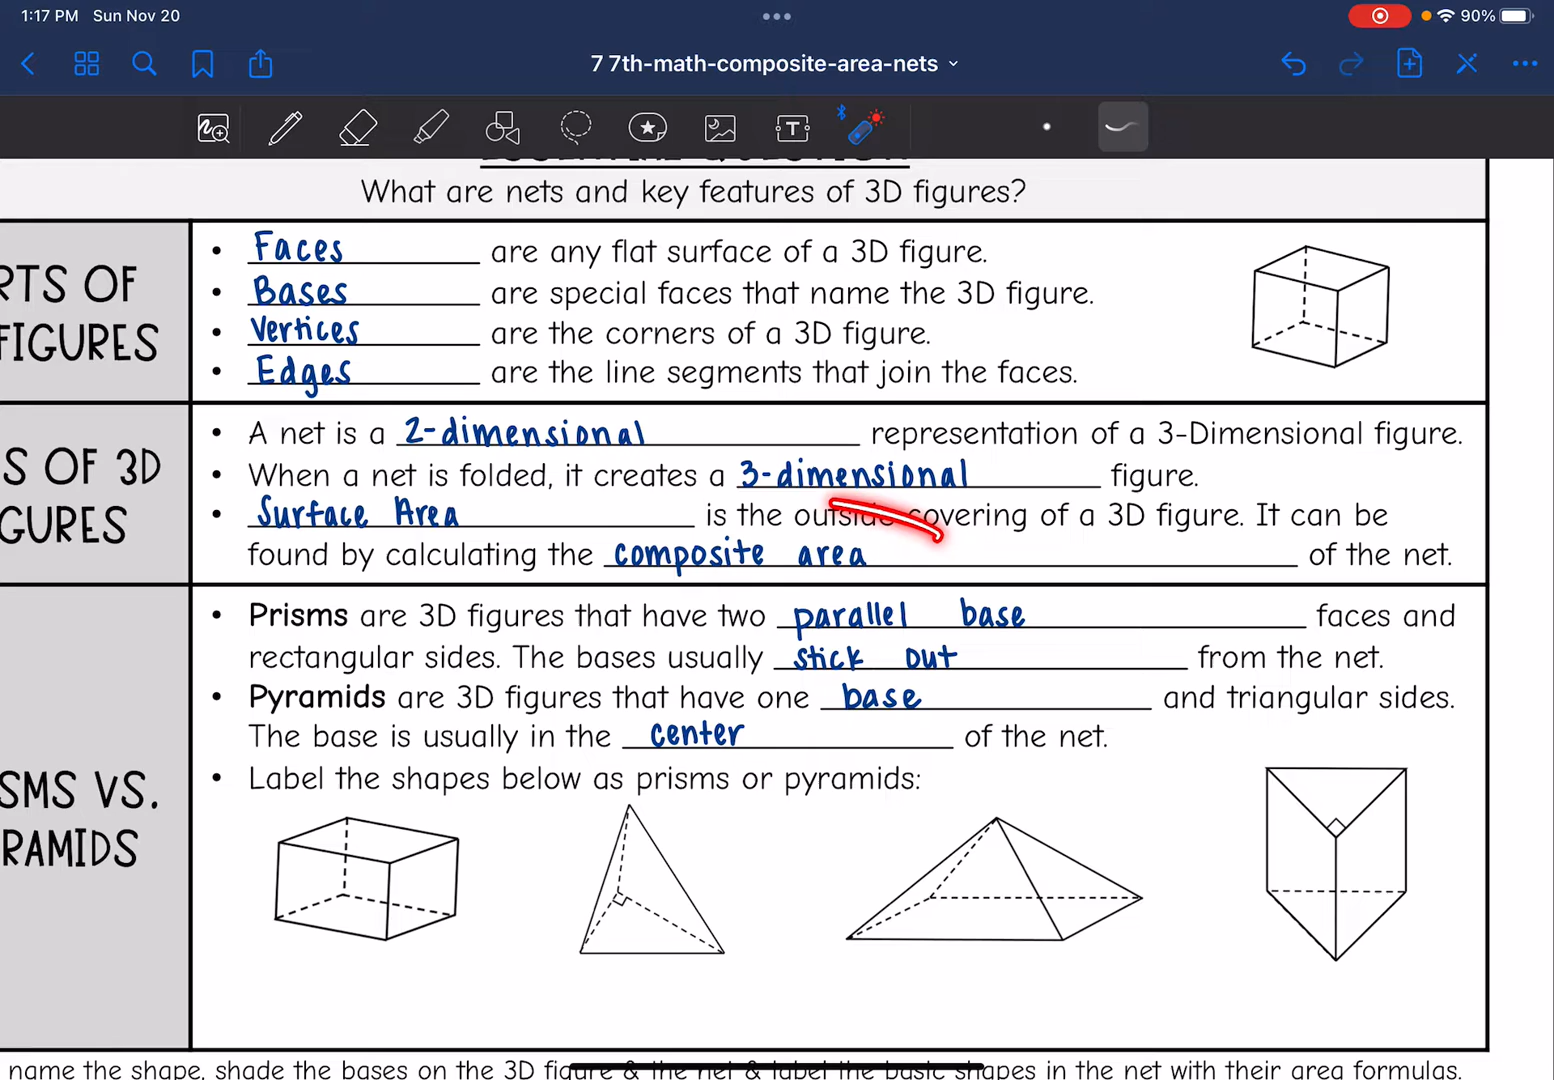 1:17 PM Sun Nov 20
90%
7 7th-math-composite-area-nets
What are nets and key features of 3D figures?
RTS OF
FIGURES
• Faces are any flat surface of a 3D figure.
• Bases are special faces that name the 3D figure.
• Vertices are the corners of a 3D figure.
• Edges are the line segments that join the faces.
S OF 3D
GURES
• A net is a 2-dimensional representation of a 3-Dimensional figure.
• When a net is folded, it creates a 3-dimensional figure.
• Surface Area is the outside covering of a 3D figure. It can be
found by calculating the composite area of the net.
SMS VS.
RAMIDS
• Prisms are 3D figures that have two parallel base faces and
rectangular sides. The bases usually stick out from the net.
• Pyramids are 3D figures that have one base and triangular sides.
The base is usually in the center of the net.
• Label the shapes below as prisms or pyramids:
name the shape, shade the bases on the 3D figure & the net & label the basic shapes in the net with their area formulas.